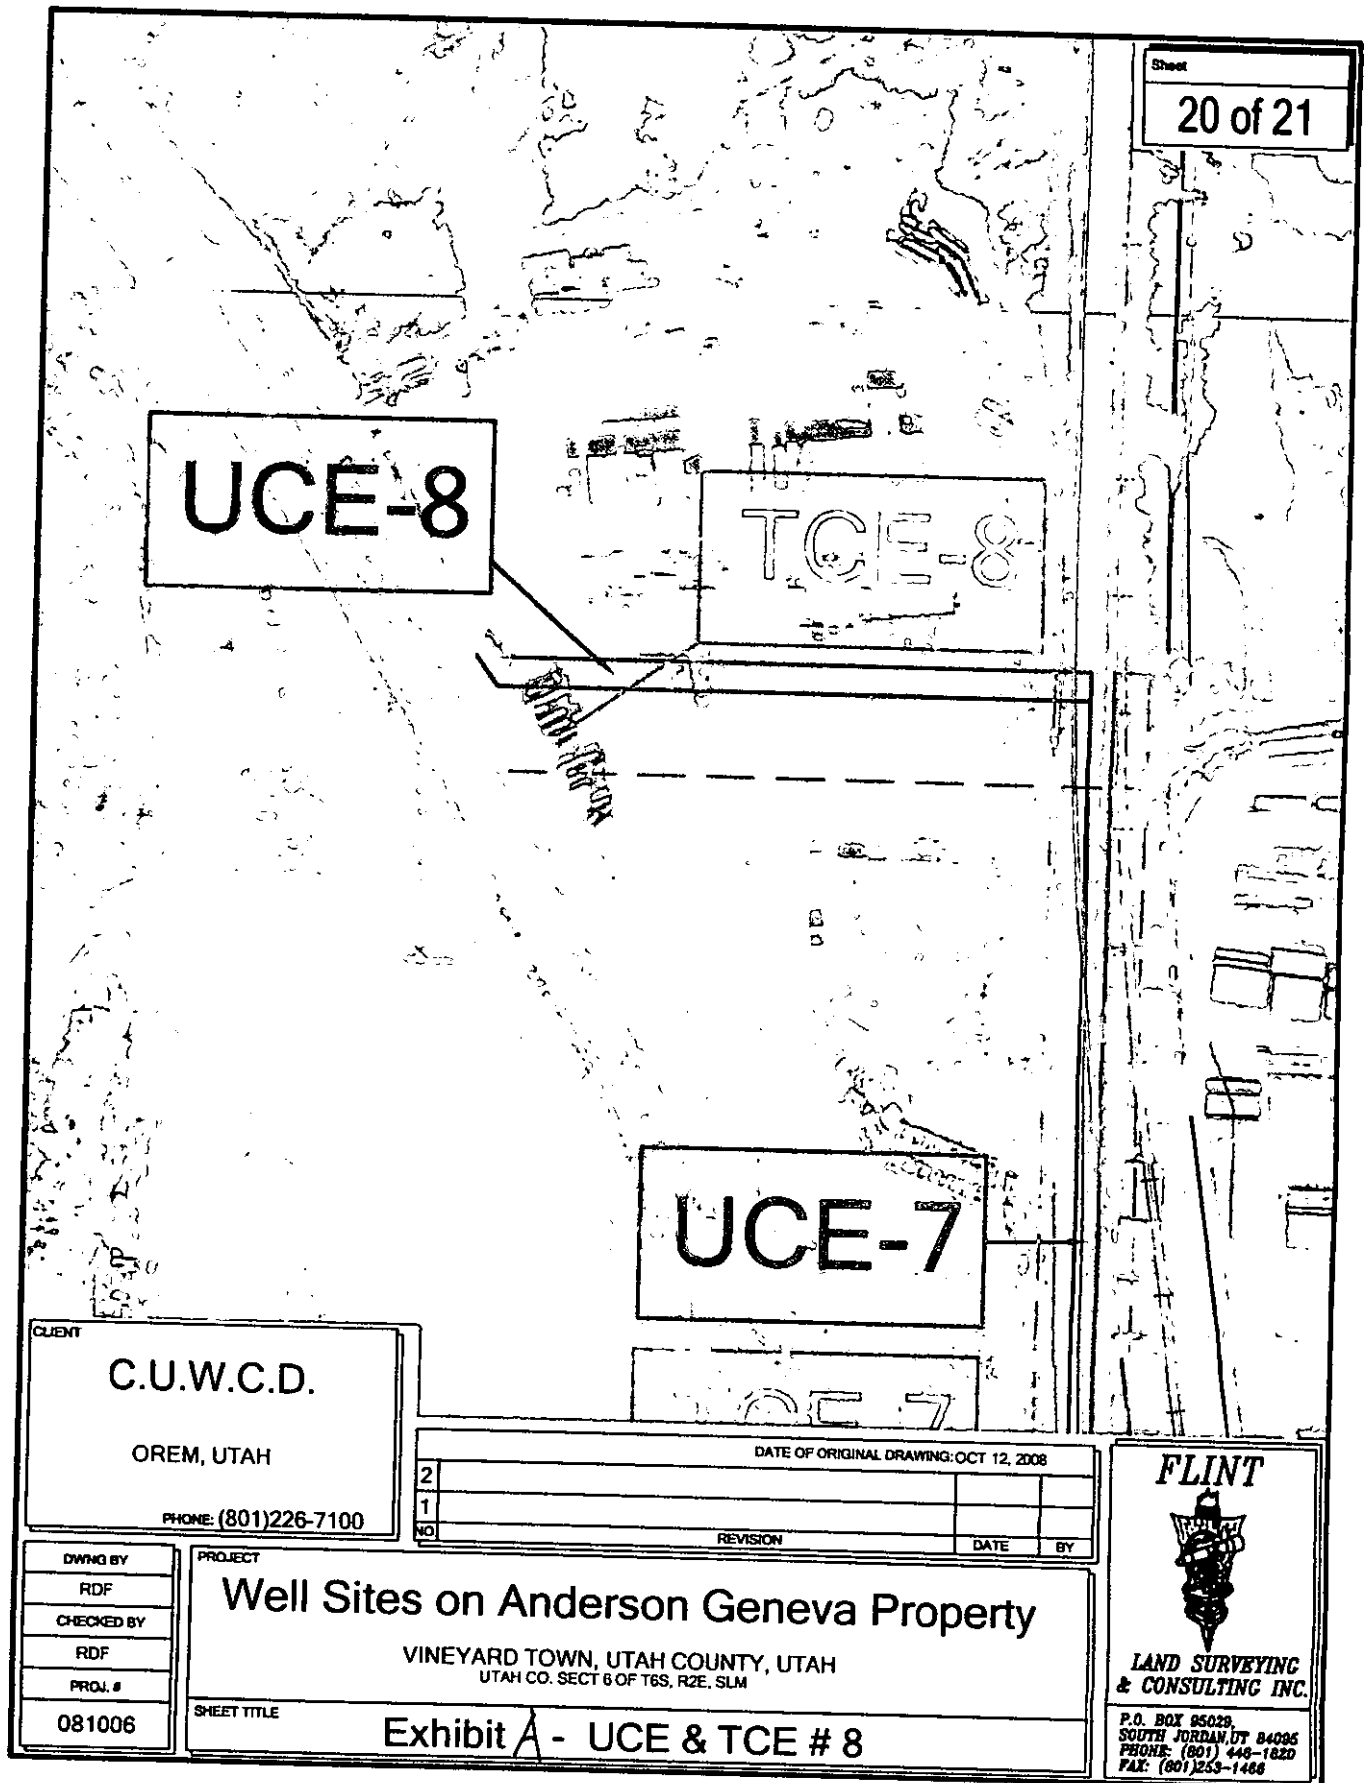 Sheet
20 of 21
UCE-8
TCE-8
UCE-7
CLIENT
C.U.W.C.D.
OREM, UTAH
PHONE: (801)226-7100
DATE OF ORIGINAL DRAWING: OCT 12, 2008
2
1
NO.
REVISION
DATE
BY
DWNG BY
RDF
CHECKED BY
RDF
PROJ. #
081006
PROJECT
Well Sites on Anderson Geneva Property
VINEYARD TOWN, UTAH COUNTY, UTAH
UTAH CO. SECT 6 OF T6S, R2E, SLM
SHEET TITLE
Exhibit A - UCE & TCE # 8
FLINT
LAND SURVEYING
& CONSULTING INC.
P.O. BOX 95029,
SOUTH JORDAN, UT 84095
PHONE: (801) 446-1820
FAX: (801)253-1466